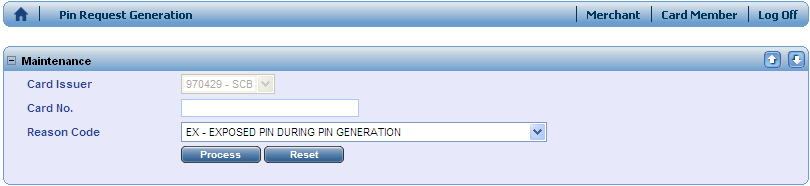 Pin Request Generation Merchant Card Member Log Off
Maintenance
Card Issuer 970429 - SCB
Card No.
Reason Code EX - EXPOSED PIN DURING PIN GENERATION
Process Reset